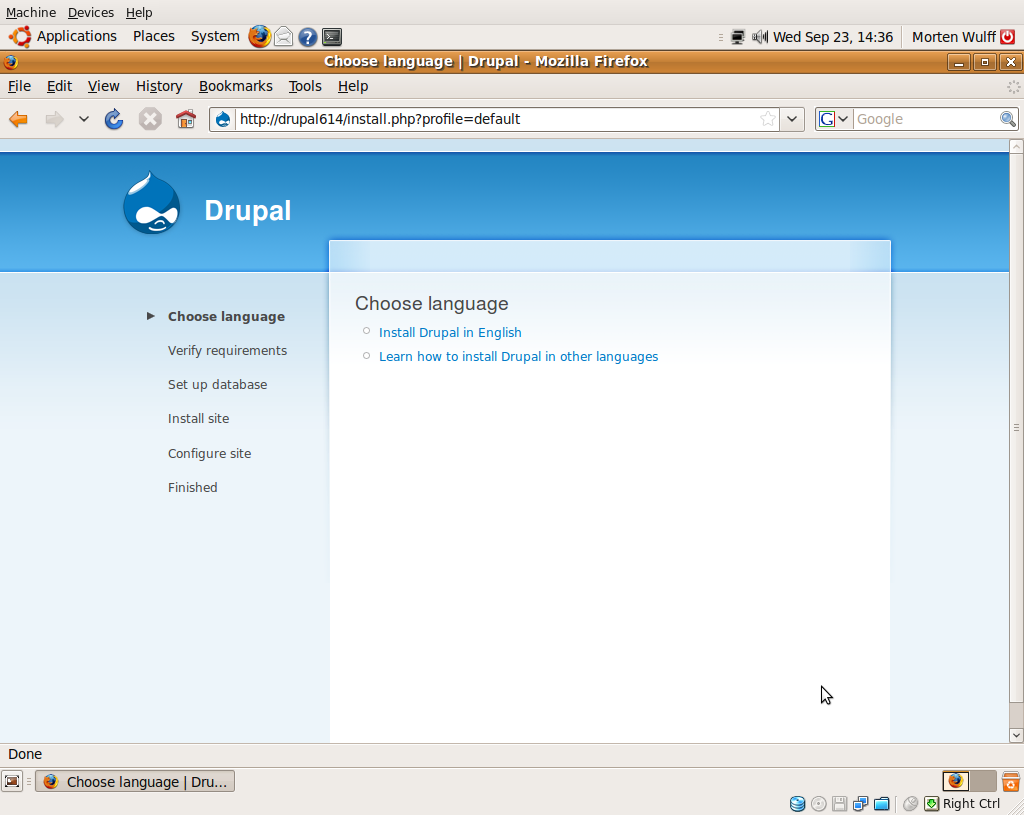 Machine Devices Help
Applications Places System Wed Sep 23, 14:36 Morten Wulff
Choose language | Drupal - Mozilla Firefox
File Edit View History Bookmarks Tools Help
http://drupal614/install.php?profile=default G Google
Drupal
Choose language
Install Drupal in English
Learn how to install Drupal in other languages
Choose language
Verify requirements
Set up database
Install site
Configure site
Finished
Done
Choose language | Dru...
Right Ctrl